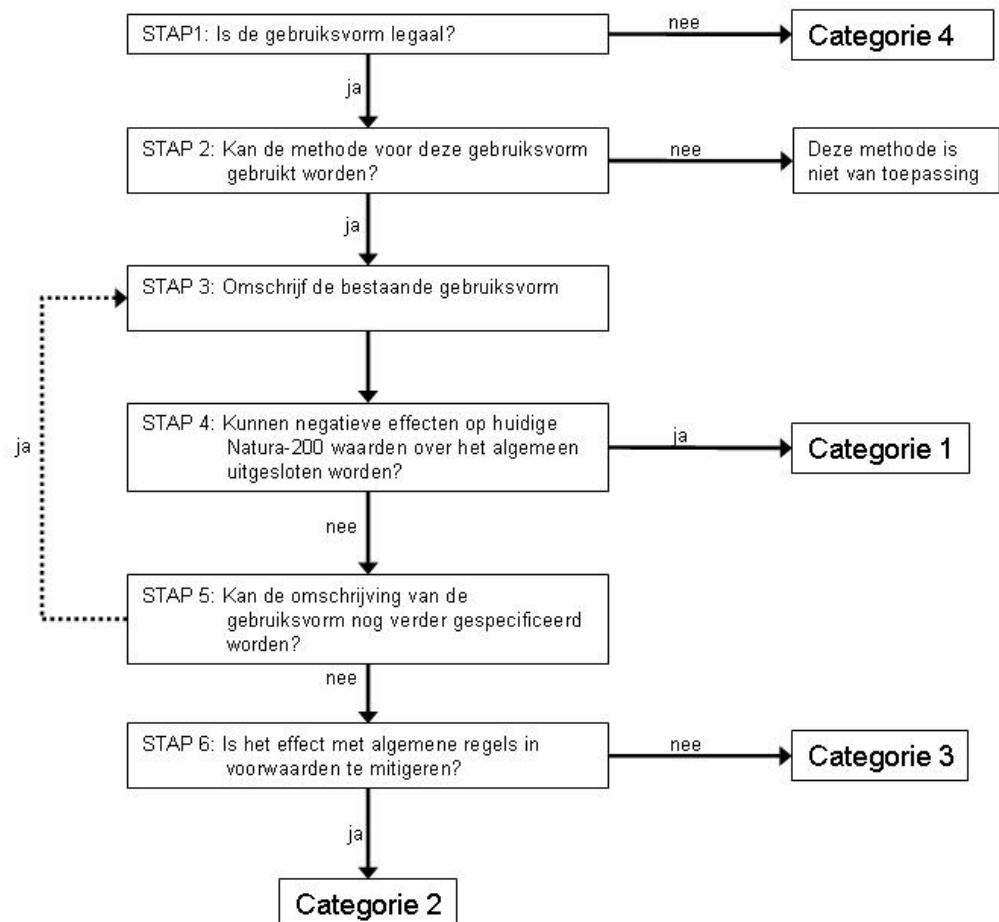 STAP1: Is de gebruiksvorm legaal?
nee
Categorie 4
ja
STAP 2: Kan de methode voor deze gebruiksvorm
gebruikt worden?
nee
Deze methode is
niet van toepassing
ja
STAP 3: Omschrijf de bestaande gebruiksvorm
STAP 4: Kunnen negatieve effecten op huidige
Natura-200 waarden over het algemeen
uitgesloten worden?
ja
Categorie 1
ja
nee
STAP 5: Kan de omschrijving van de
gebruiksvorm nog verder gespecificeerd
worden?
nee
STAP 6: Is het effect met algemene regels in
voorwaarden te mitigeren?
nee
Categorie 3
ja
Categorie 2